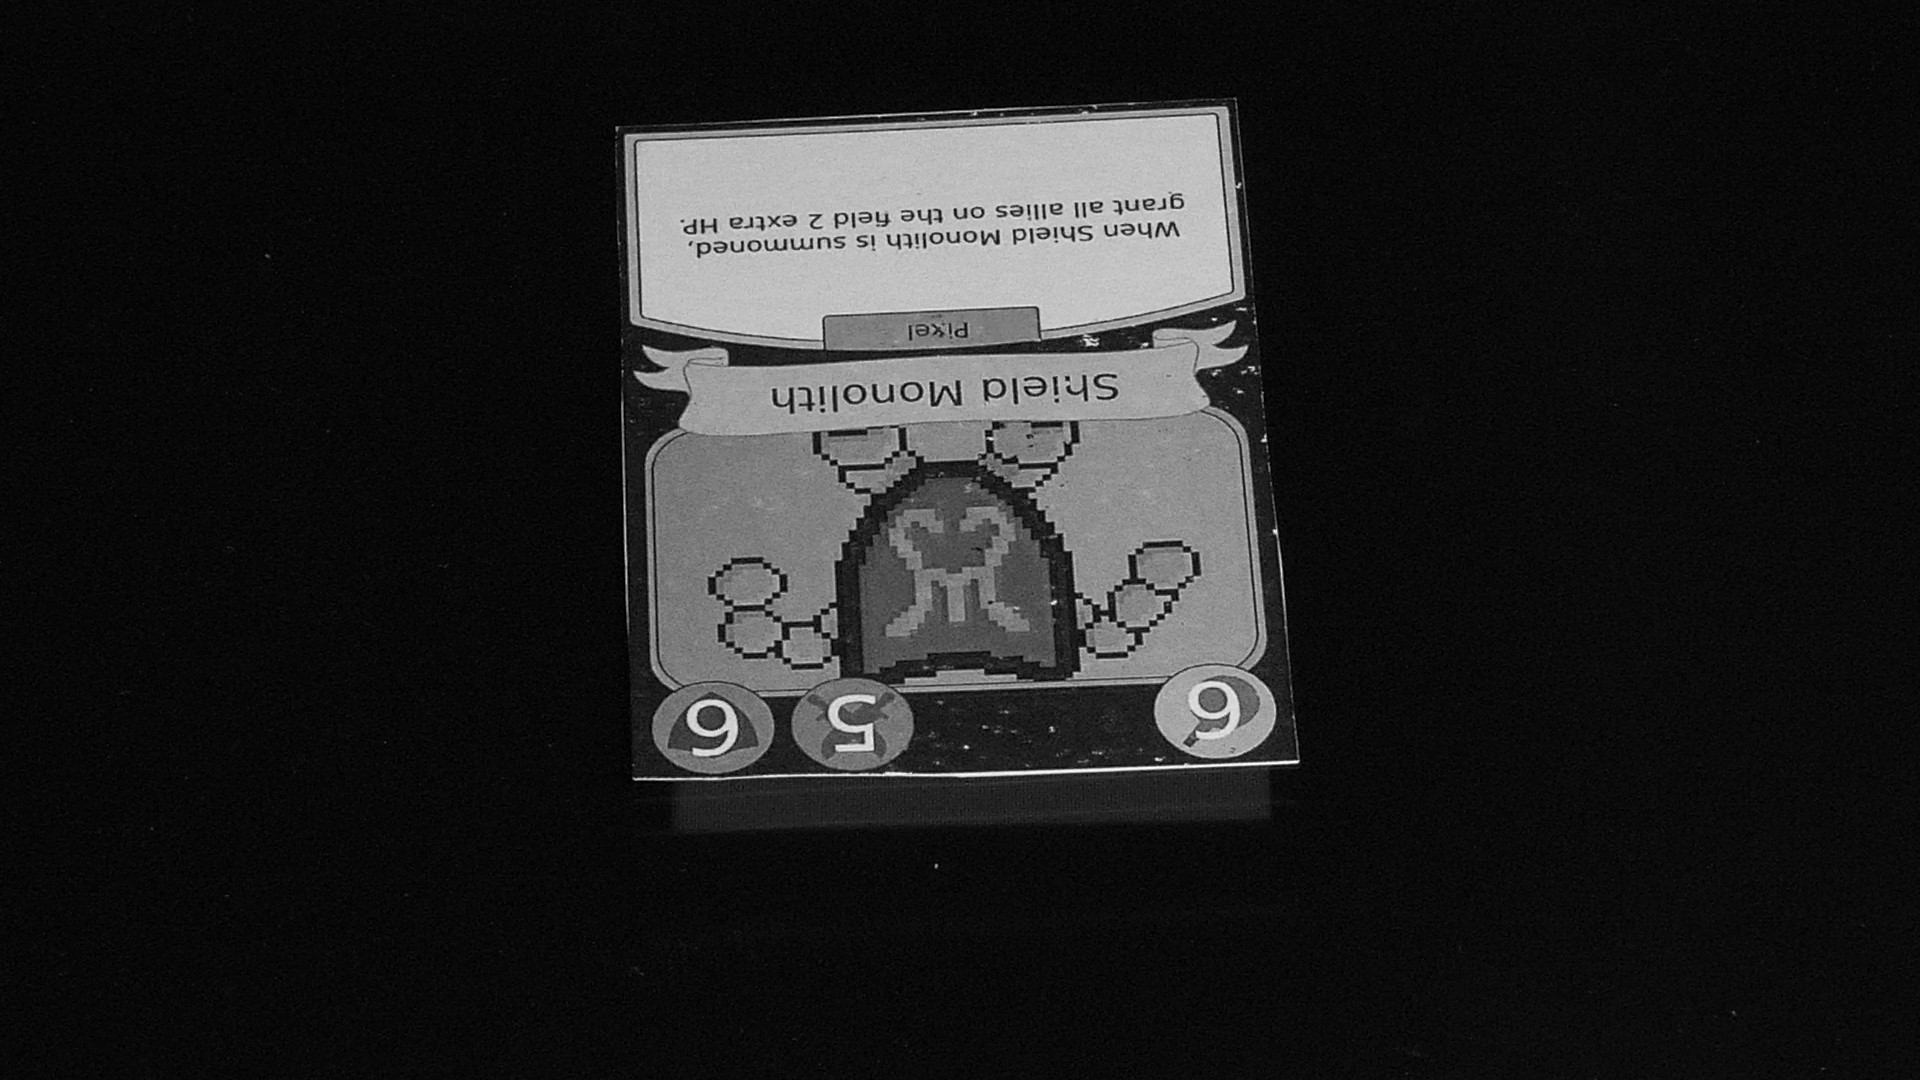 6 5 6
Shield Monolith
Pixel
When Shield Monolith is summoned,
grant all allies on the field 2 extra HP.